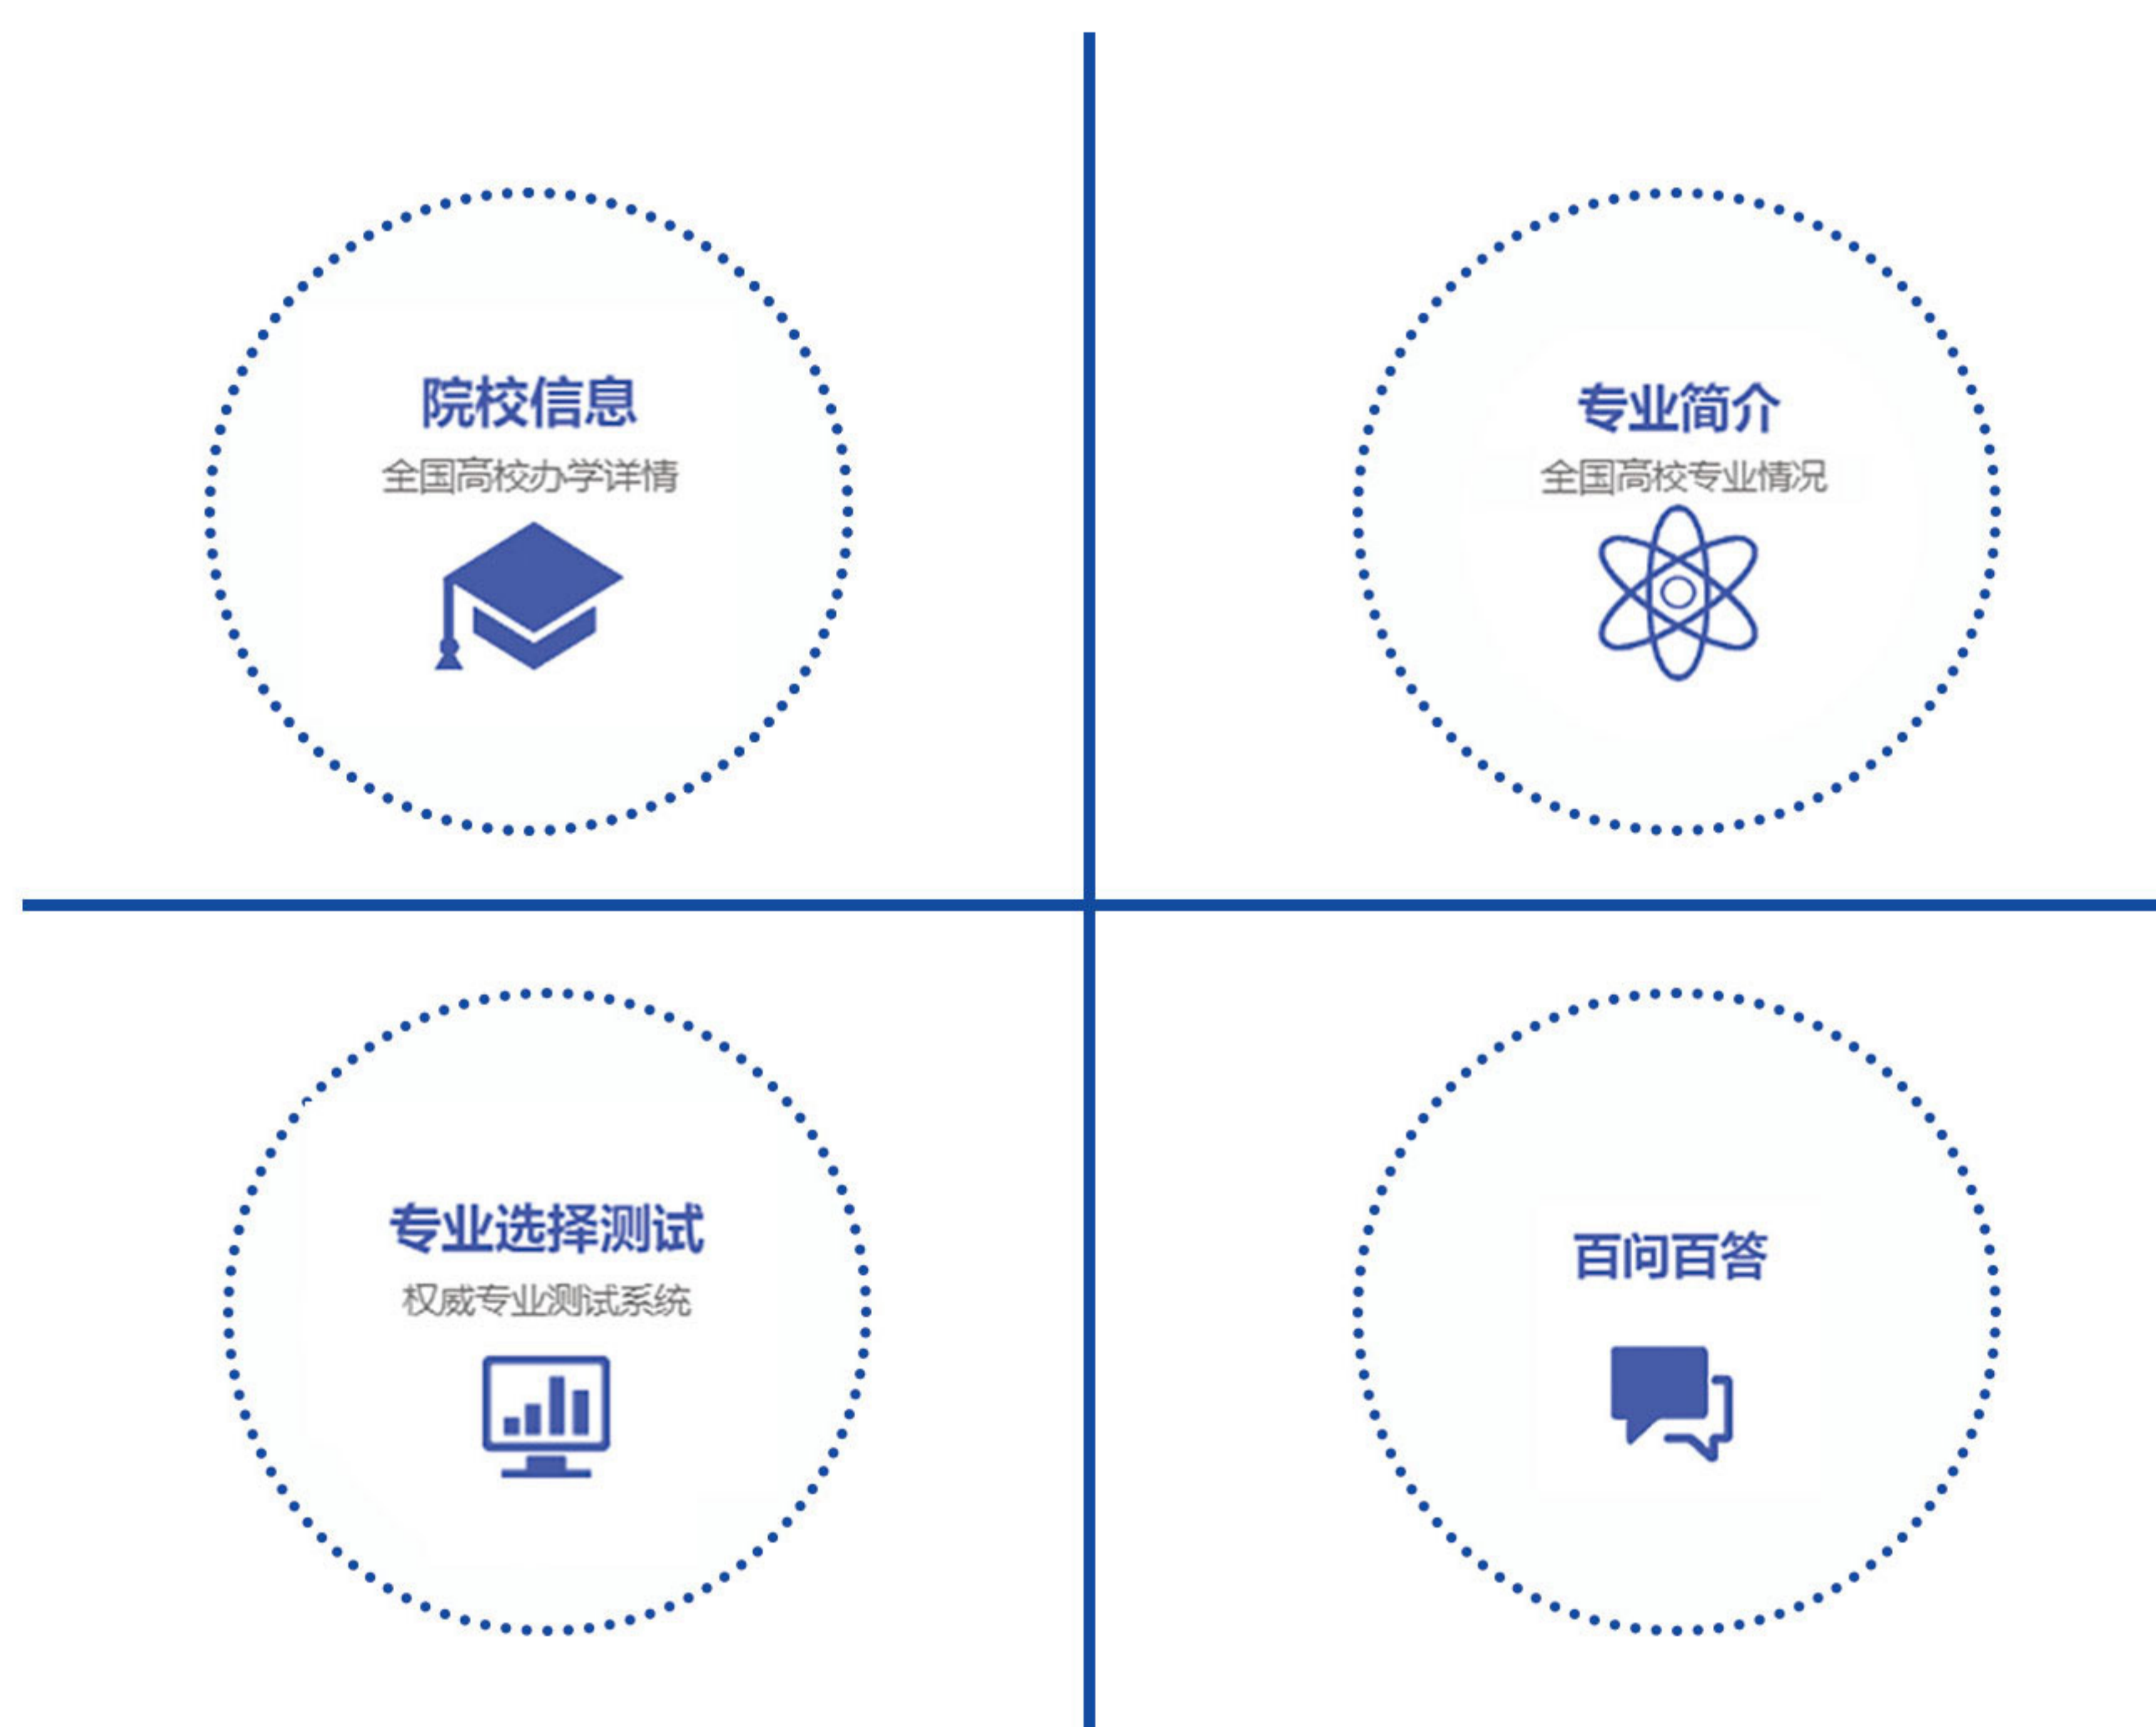 院校信息
全国高校办学详情
专业简介
全国高校专业情况
专业选择测试
权威专业测试系统
百问百答